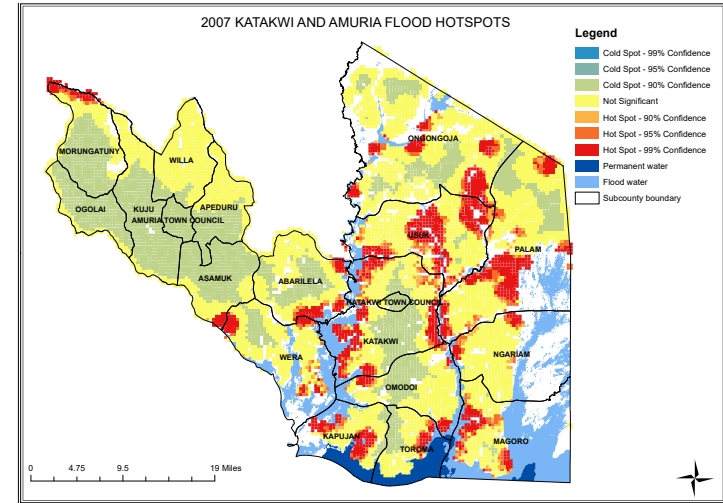 2007 KATAKWI AND AMURIA FLOOD HOTSPOTS
Legend
Cold Spot - 99% Confidence
Cold Spot - 95% Confidence
Cold Spot - 90% Confidence
Not Significant
Hot Spot - 90% Confidence
Hot Spot - 95% Confidence
Hot Spot - 99% Confidence
Permanent water
Flood water
Subcounty boundary
ONGONGOJA
MORUNGATUNY
WILLA
OGOLAI
KUJU
APEDURU
AMURIA TOWN COUNCIL
USUK
PALAM
ASAMUK
ABARILELA
KATAKWI TOWN COUNCIL
KATAKWI
NGARIAM
WERA
OMODOI
KAPUJAN
TOROMA
MAGORO
0 4.75 9.5 19 Miles